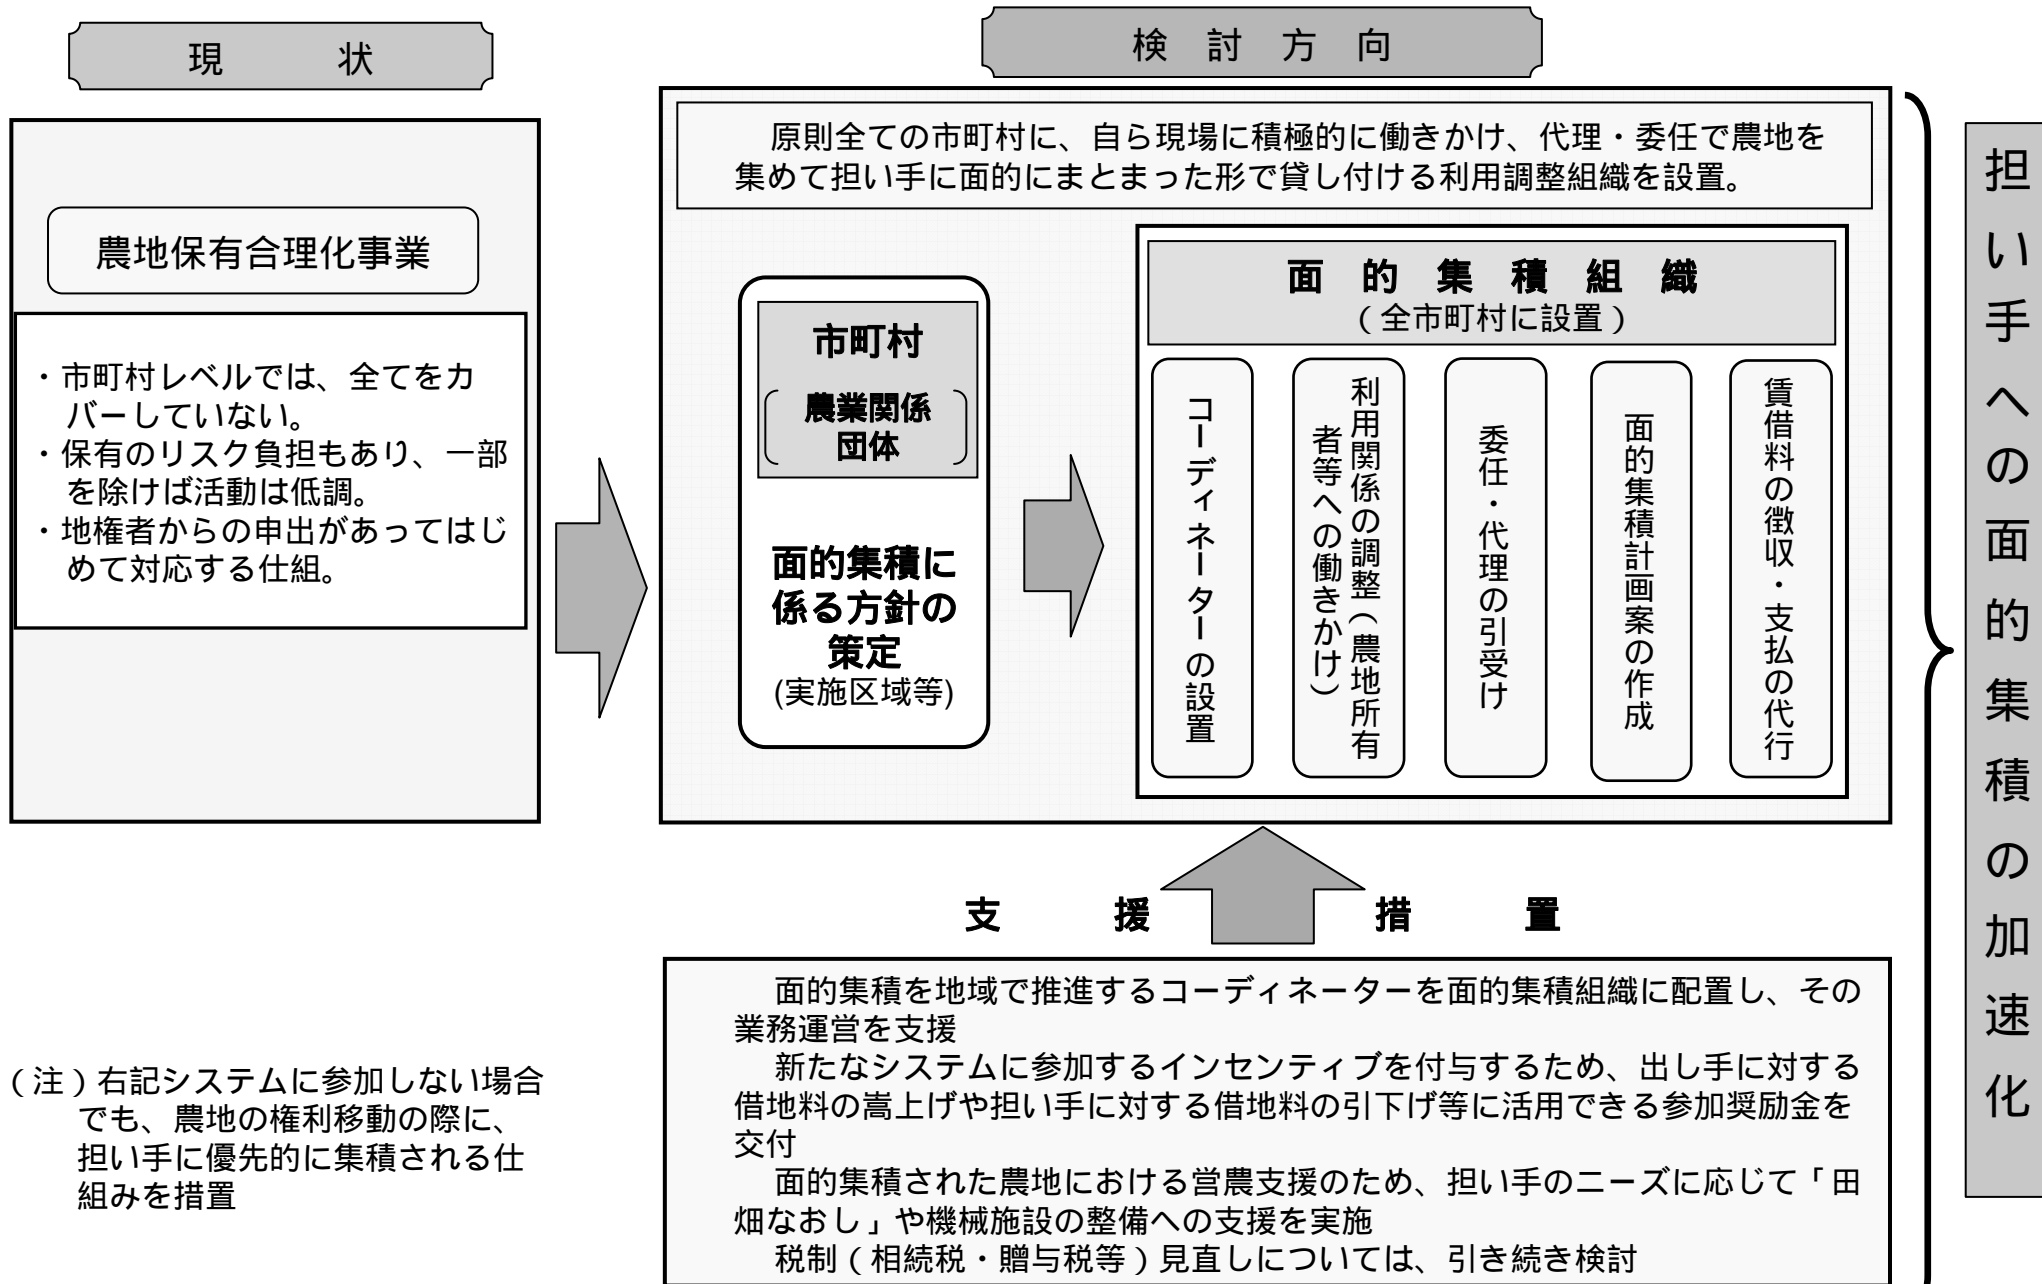 現　状
農地保有合理化事業
・市町村レベルでは、全てをカ
バーしていない。
・保有のリスク負担もあり、一部
を除けば活動は低調。
・地権者からの申出があってはじ
めて対応する仕組。
（注）右記システムに参加しない場合
でも、農地の権利移動の際に、
担い手に優先的に集積される仕
組みを措置
検　討　方　向
原則全ての市町村に、自ら現場に積極的に働きかけ、代理・委任で農地を
集めて担い手に面的にまとまった形で貸し付ける利用調整組織を設置。
市町村
農業関係
団体
面的集積に
係る方針の
策定
(実施区域等)
面　的　集　積　組　織
（全市町村に設置）
コーディネーターの設置
利用関係の調整（農地所有
者等への働きかけ）
委任・代理の引受け
面的集積計画案の作成
賃借料の徴収・支払の代行
支　援　措　置
面的集積を地域で推進するコーディネーターを面的集積組織に配置し、その
業務運営を支援
新たなシステムに参加するインセンティブを付与するため、出し手に対する
借地料の嵩上げや担い手に対する借地料の引下げ等に活用できる参加奨励金を
交付
面的集積された農地における営農支援のため、担い手のニーズに応じて「田
畑なおし」や機械施設の整備への支援を実施
税制（相続税・贈与税等）見直しについては、引き続き検討
担い手への面的集積の加速化